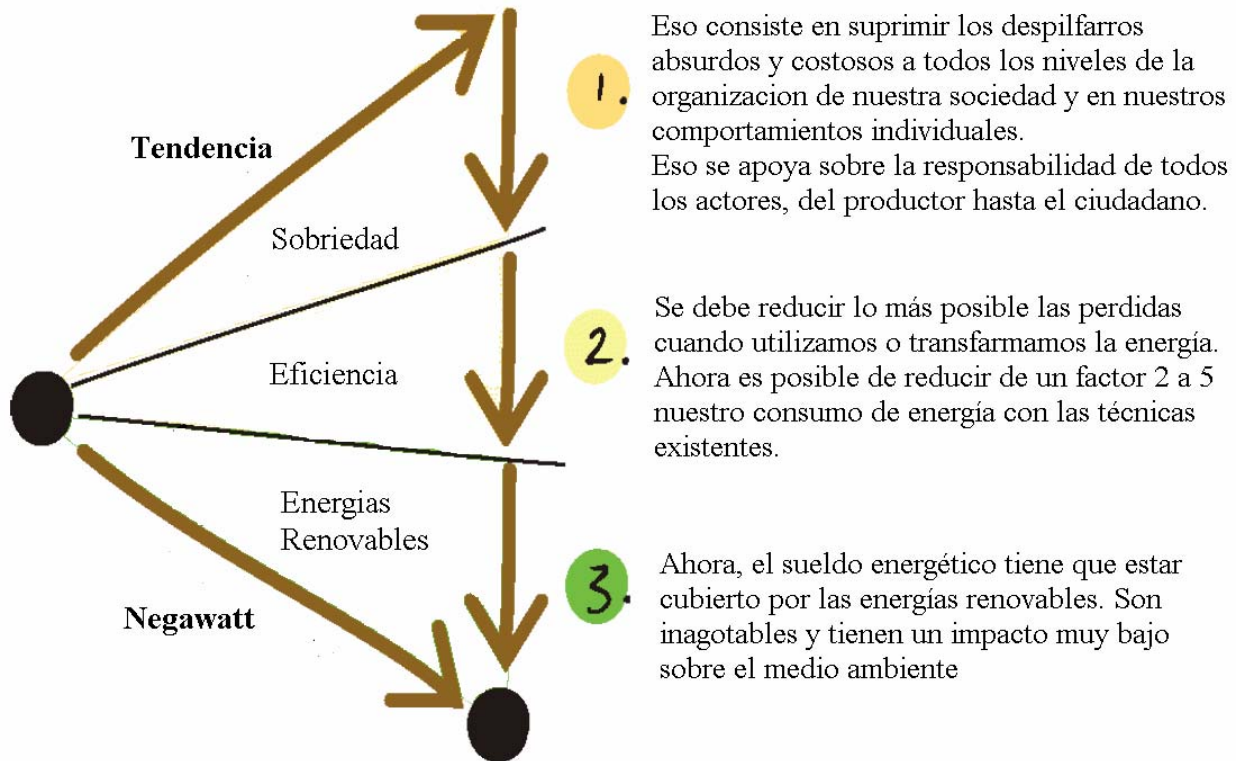 Tendencia
Sobriedad
Eficiencia
Energias
Renovables
Negawatt
1.
Eso consiste en suprimir los despilfarros
absurdos y costosos a todos los niveles de la
organizacion de nuestra sociedad y en nuestros
comportamientos individuales.
Eso se apoya sobre la responsabilidad de todos
los actores, del productor hasta el ciudadano.
2.
Se debe reducir lo más posible las perdidas
cuando utilizamos o transfarmamos la energía.
Ahora es posible de reducir de un factor 2 a 5
nuestro consumo de energía con las técnicas
existentes.
3.
Ahora, el sueldo energético tiene que estar
cubierto por las energías renovables. Son
inagotables y tienen un impacto muy bajo
sobre el medio ambiente